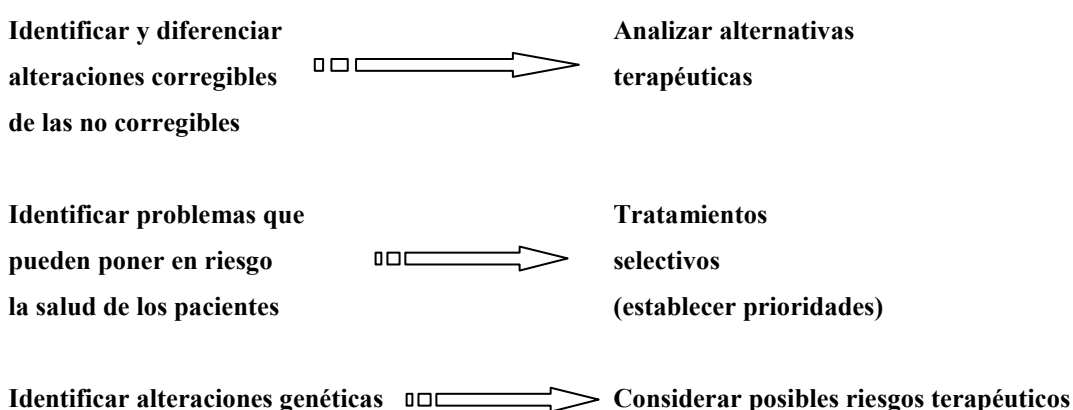 Identificar y diferenciar
alteraciones corregibles
de las no corregibles
Analizar alternativas
terapéuticas
Identificar problemas que
pueden poner en riesgo
la salud de los pacientes
Tratamientos
selectivos
(establecer prioridades)
Identificar alteraciones genéticas
Considerar posibles riesgos terapéuticos